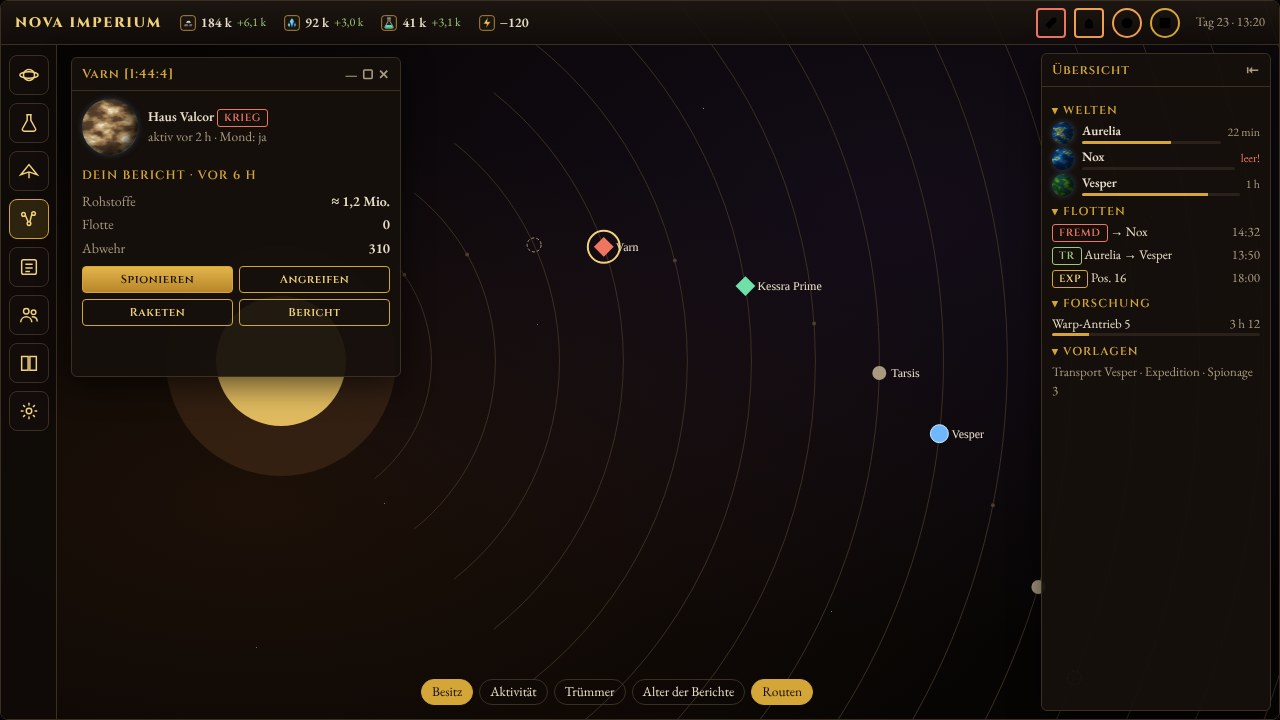 NOVA IMPERIUM 184 k +6,1 k 92 k +3,0 k 41 k +3,1 k −120 Tag 23 · 13:20
Varn [1:44:4]
Haus Valcor KRIEG
aktiv vor 2 h · Mond: ja
DEIN BERICHT · VOR 6 H
Rohstoffe ≈ 1,2 Mio.
Flotte 0
Abwehr 310
Spionieren Angreifen
Raketen Bericht
Varn
Kessra Prime
Tarsis
Vesper
Übersicht
▾ WELTEN
Aurelia 22 min
Nox leer!
Vesper 1 h
▾ FLOTTEN
FREMD → Nox 14:32
TR Aurelia → Vesper 13:50
EXP Pos. 16 18:00
▾ FORSCHUNG
Warp-Antrieb 5 3 h 12
▾ VORLAGEN
Transport Vesper · Expedition · Spionage
3
Besitz Aktivität Trümmer Alter der Berichte Routen